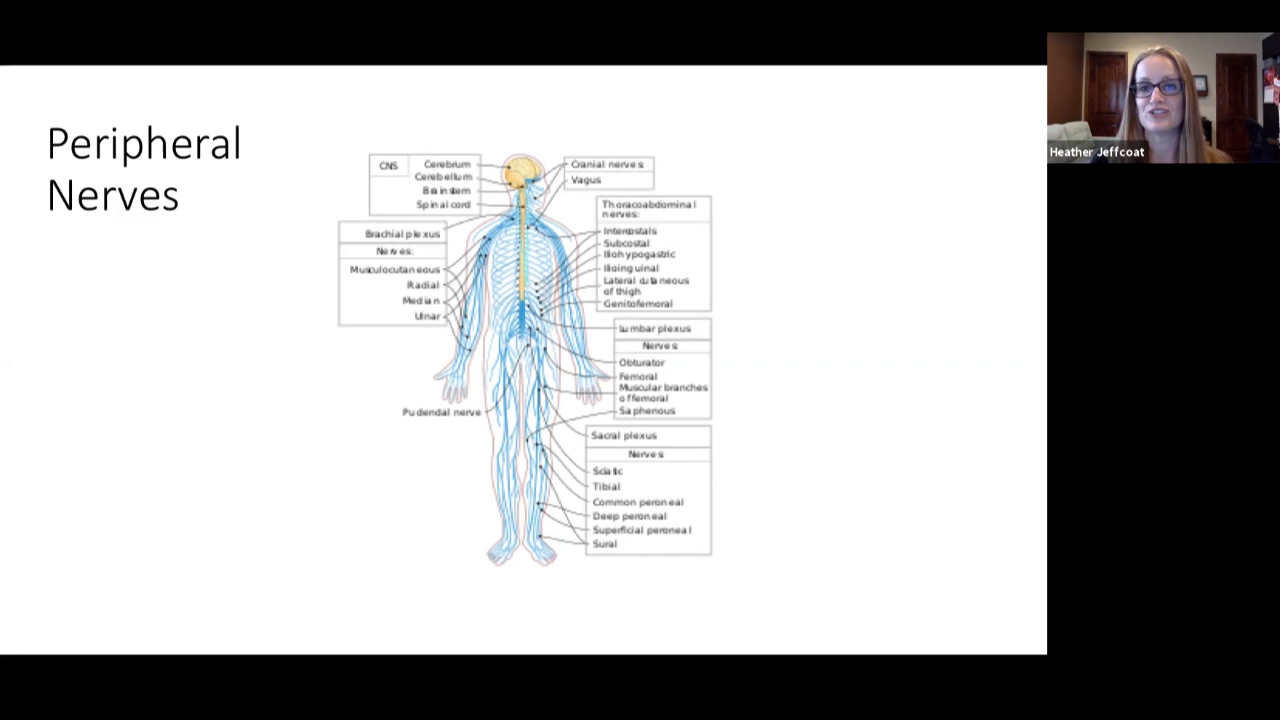 Peripheral
Nerves
CNS
Cerebrum
Cerebellum
Brainstem
Spinal cord
Brachial plexus
Nerves:
Musculocutaneous
Radial
Median
Ulnar
Pudendal nerve
Cranial nerves
Vagus
Thoracoabdominal
nerves:
Intercostals
Subcostal
Iliohypogastric
Ilioinguinal
Lateral cutaneous
of thigh
Genitofemoral
Lumbar plexus
Nerves
Obturator
Femoral
Muscular branches
of femoral
Saphenous
Sacral plexus
Nerves
Sciatic
Tibial
Common peroneal
Deep peroneal
Superficial peroneal
Sural
Heather Jeffcoat